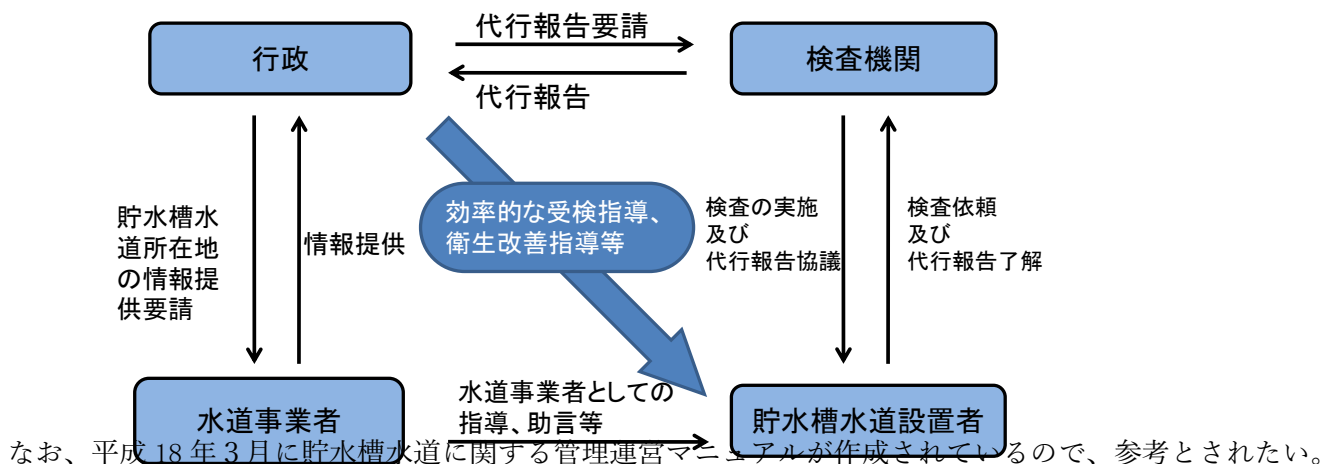 代行報告要請
行政
検査機関
代行報告
貯水槽水
道所在地
の情報提
供要請
情報提供
効率的な受検指導、
衛生改善指導等
検査の実施
及び
代行報告協議
検査依頼
及び
代行報告了解
水道事業者
水道事業者としての
指導、助言等
貯水槽水道設置者
なお、平成 18 年３月に貯水槽水道に関する管理運営マニュアルが作成されているので、参考とされたい。